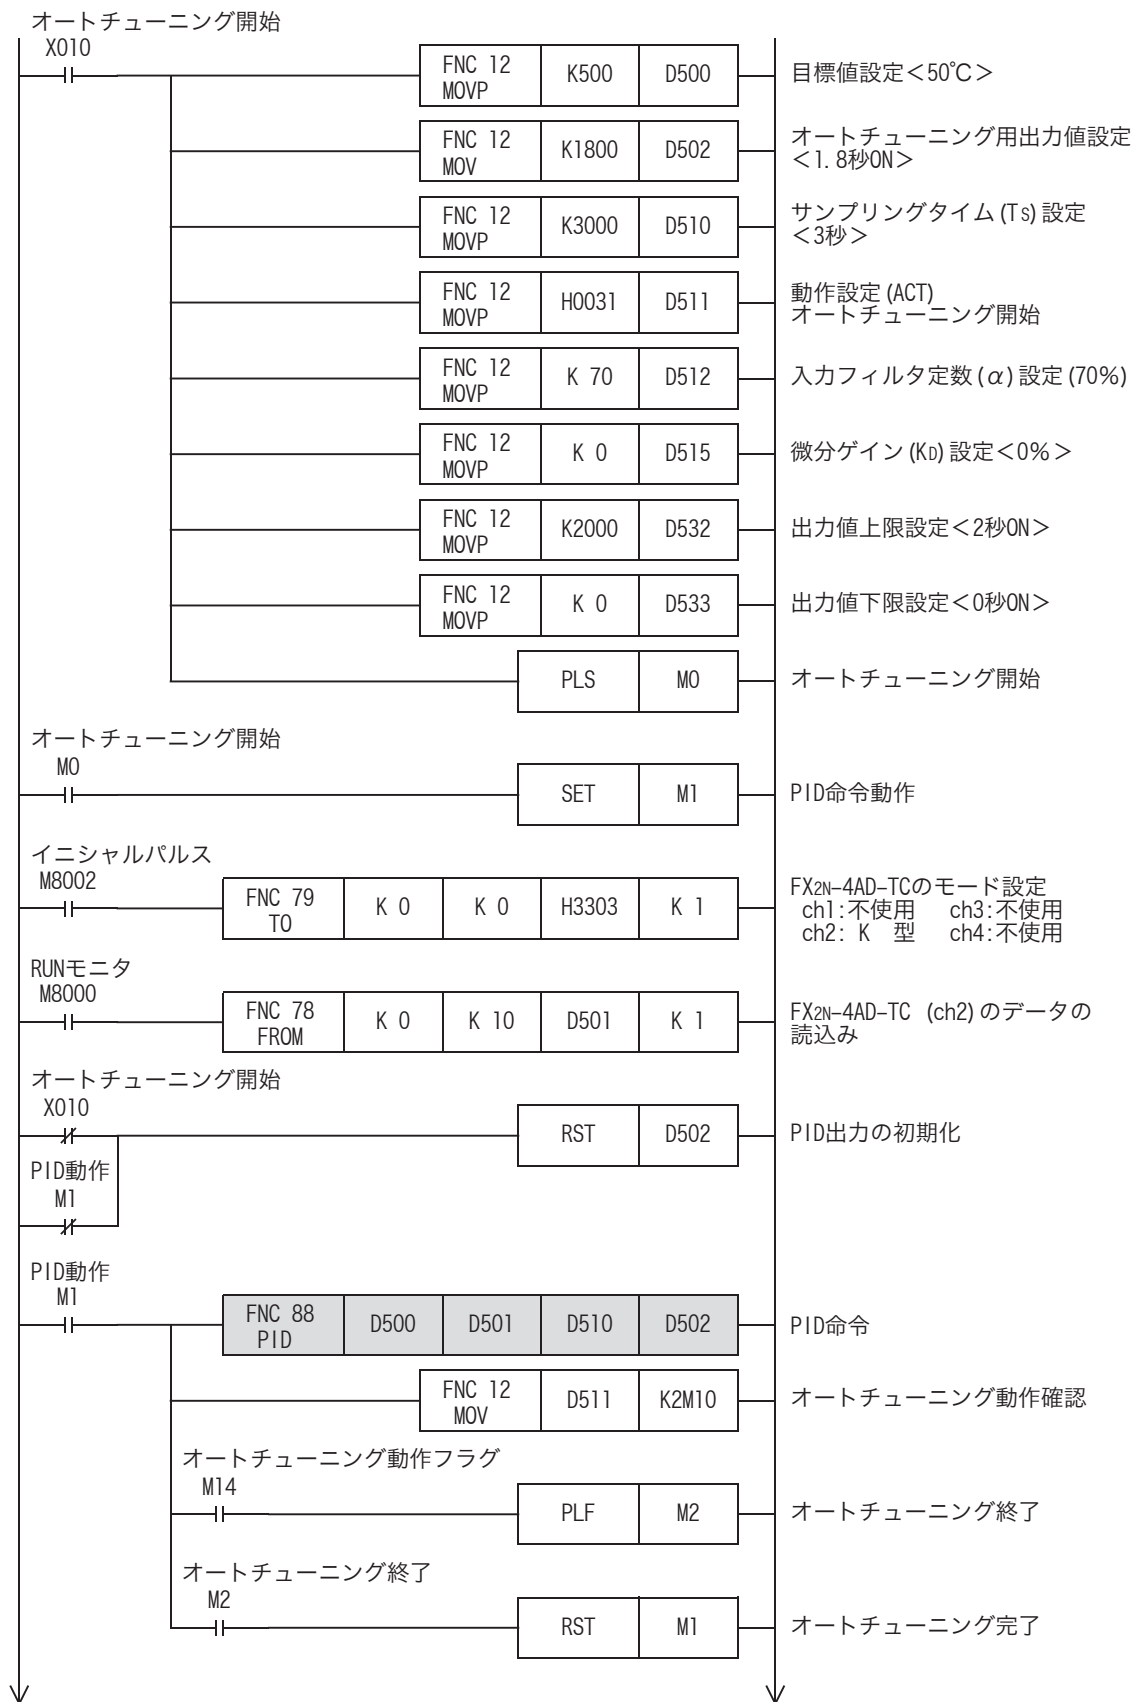 オートチューニング開始
X010
FNC 12 K500 D500
MOVP
目標値設定<50℃>
FNC 12 K1800 D502
MOV
オートチューニング用出力値設定
<1.8秒ON>
FNC 12 K3000 D510
MOVP
サンプリングタイム(Ts)設定
<3秒>
FNC 12 H0031 D511
MOVP
動作設定(ACT)
オートチューニング開始
FNC 12 K 70 D512
MOVP
入力フィルタ定数(α)設定(70%)
FNC 12 K 0 D515
MOVP
微分ゲイン(KD)設定<0%>
FNC 12 K2000 D532
MOVP
出力値上限設定<2秒ON>
FNC 12 K 0 D533
MOVP
出力値下限設定<0秒ON>
PLS M0
オートチューニング開始
オートチューニング開始
M0
SET M1
PID命令動作
イニシャルパルス
M8002
FNC 79 K 0 K 0 H3303 K 1
TO
FX2N-4AD-TCのモード設定
ch1:不使用 ch3:不使用
ch2: K 型 ch4:不使用
RUNモニタ
M8000
FNC 78 K 0 K 10 D501 K 1
FROM
FX2N-4AD-TC (ch2)のデータの
読込み
オートチューニング開始
X010
RST D502
PID出力の初期化
PID動作
M1
PID動作
M1
FNC 88 D500 D501 D510 D502
PID
PID命令
FNC 12 D511 K2M10
MOV
オートチューニング動作確認
オートチューニング動作フラグ
M14
PLF M2
オートチューニング終了
オートチューニング終了
M2
RST M1
オートチューニング完了